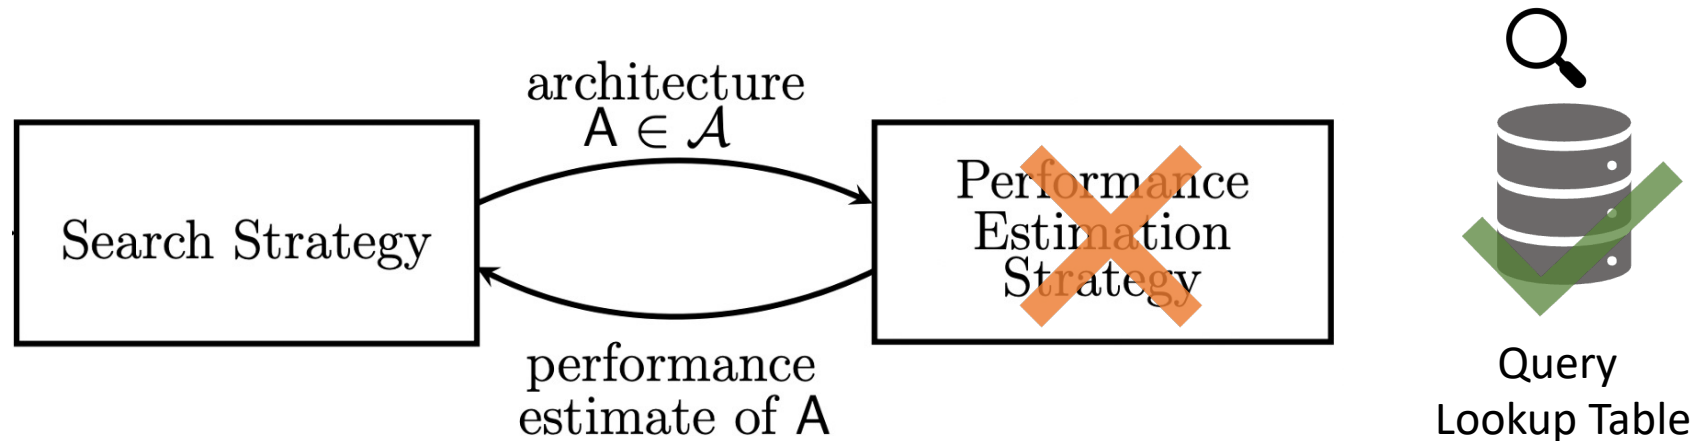 architecture
A ∈ 𝒜
Search Strategy
Performance
Estimation
Strategy
performance
estimate of A
Query
Lookup Table